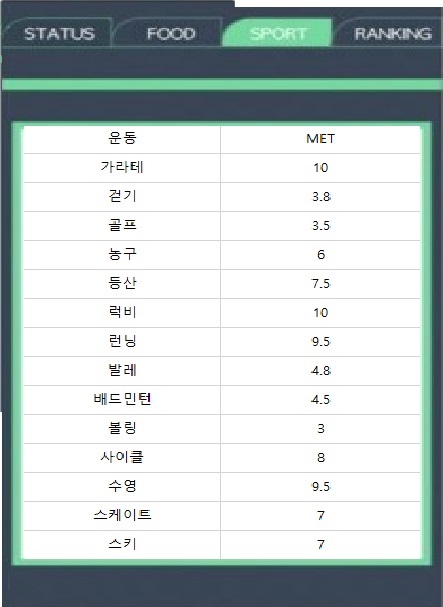 STATUS FOOD SPORT RANKING
운동 MET
가라테 10
걷기 3.8
골프 3.5
농구 6
등산 7.5
럭비 10
런닝 9.5
발레 4.8
배드민턴 4.5
볼링 3
사이클 8
수영 9.5
스케이트 7
스키 7